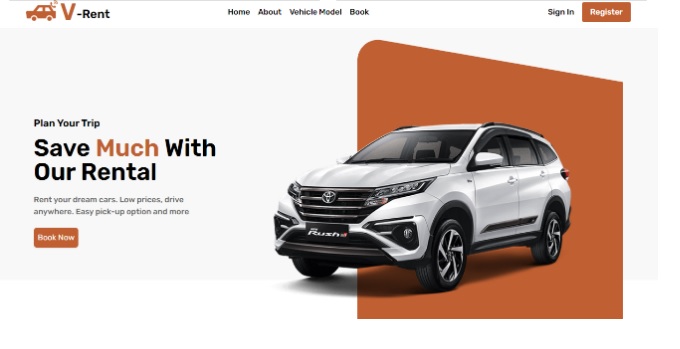 V-Rent
Home About Vehicle Model Book
Sign In Register
Plan Your Trip
Save Much With
Our Rental
Rent your dream cars. Low prices, drive
anywhere. Easy pick-up option and more
Book Now
Rush